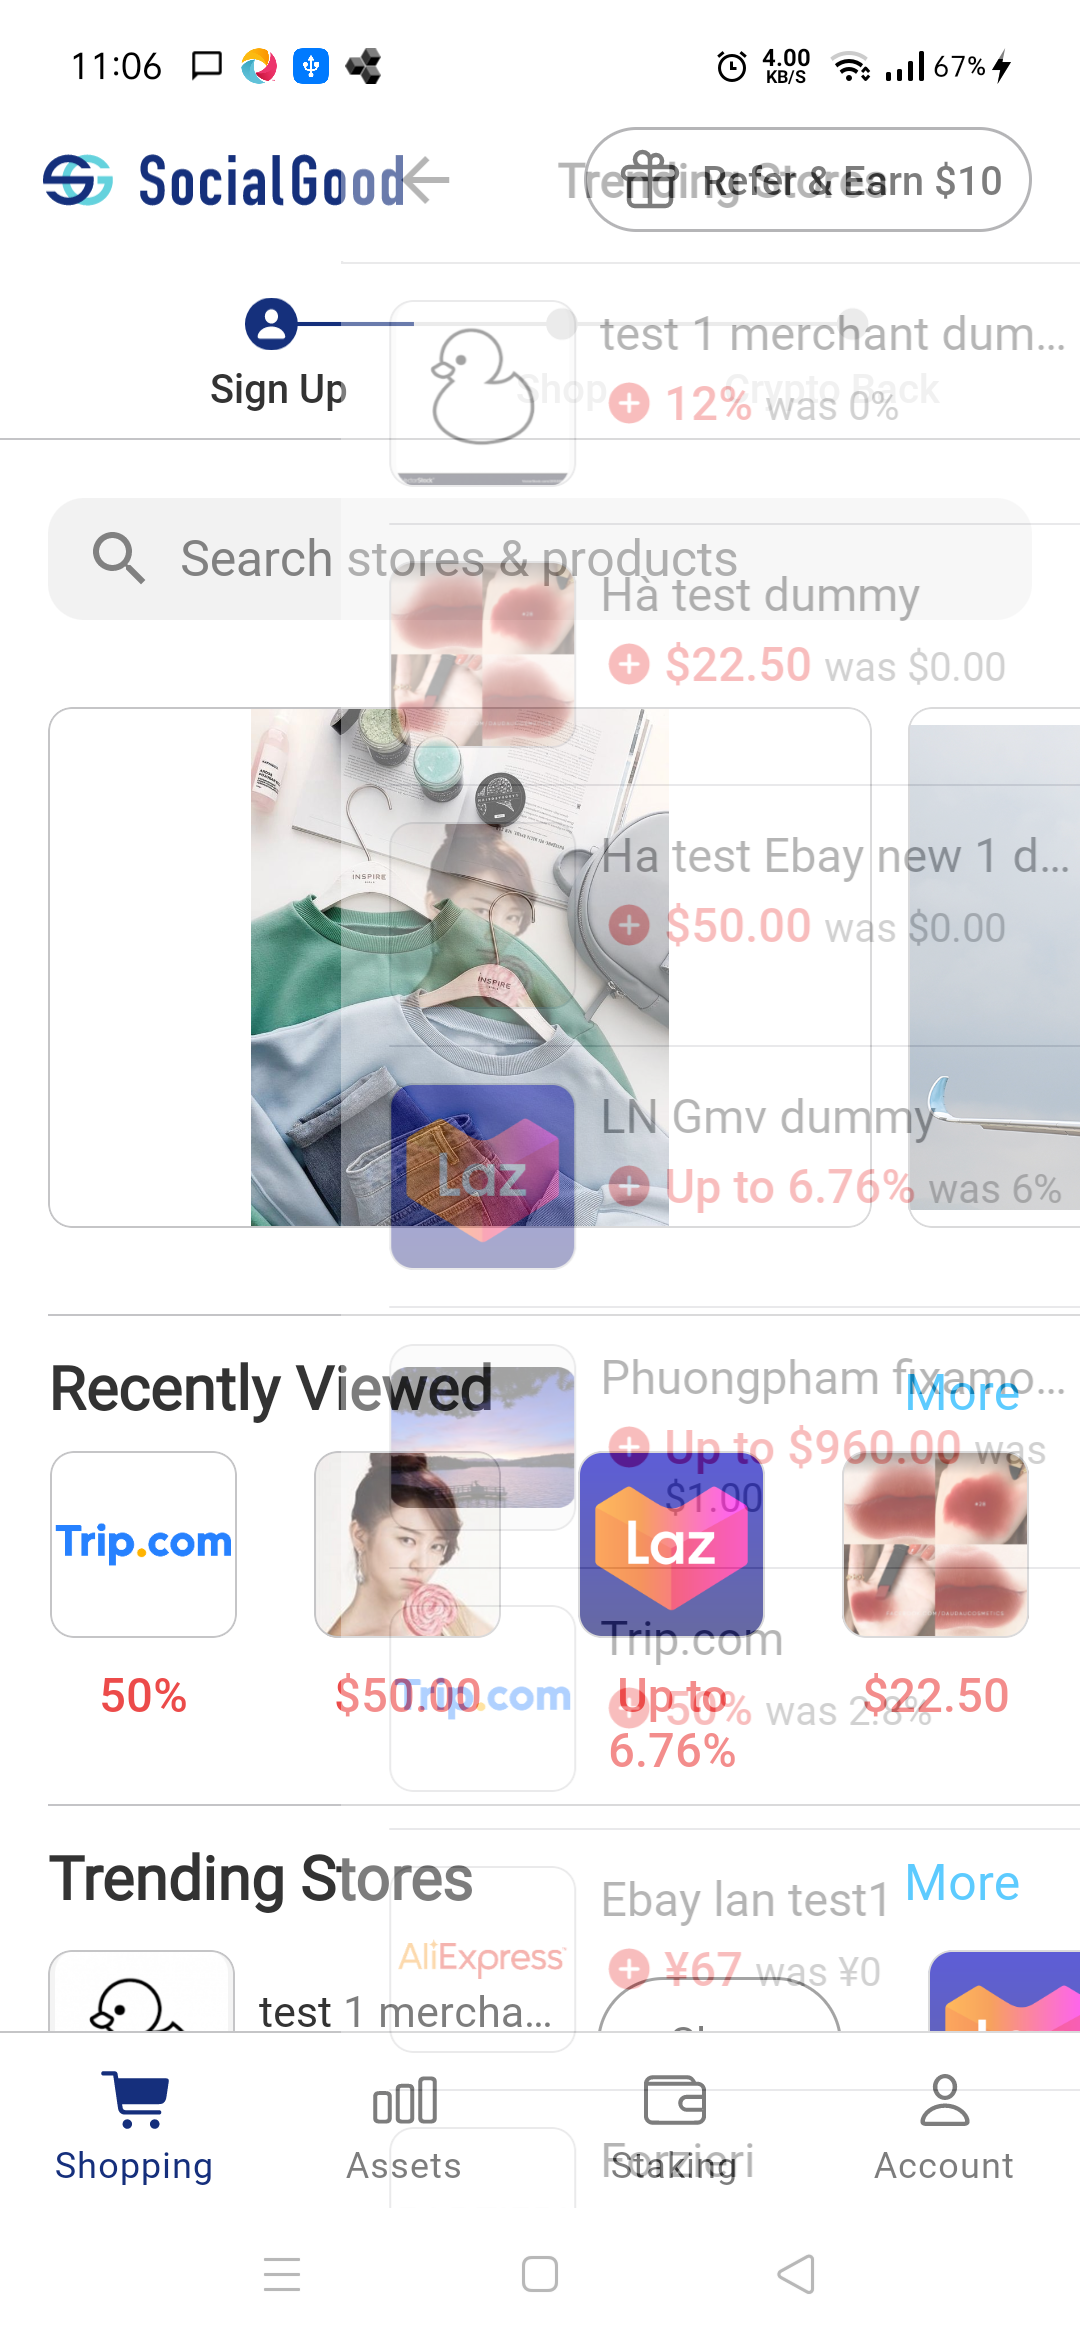 11:06
4.00
KB/S
67%
SocialGood
Trending Stores
Refer & Earn $10
Sign Up
Shop
Crypto Back
test 1 merchant dum...
12% was 0%
Search stores & products
Hà test dummy
$22.50 was $0.00
INSPIRE
INSPIRE
Ha test Ebay new 1 d...
$50.00 was $0.00
LN Gmv dummy
Laz
Up to 6.76% was 6%
Recently Viewed
More
Phuongpham fixamo...
Up to $960.00 was
$1.00
Trip.com
Laz
Trip.com
50%
$50.00
Up to
6.76%
$22.50
Trip.com
50% was 2.8%
Trending Stores
More
Ebay lan test1
AliExpress
¥67 was ¥0
test 1 mercha...
Shopping
Assets
Staking
Account
Forzieri